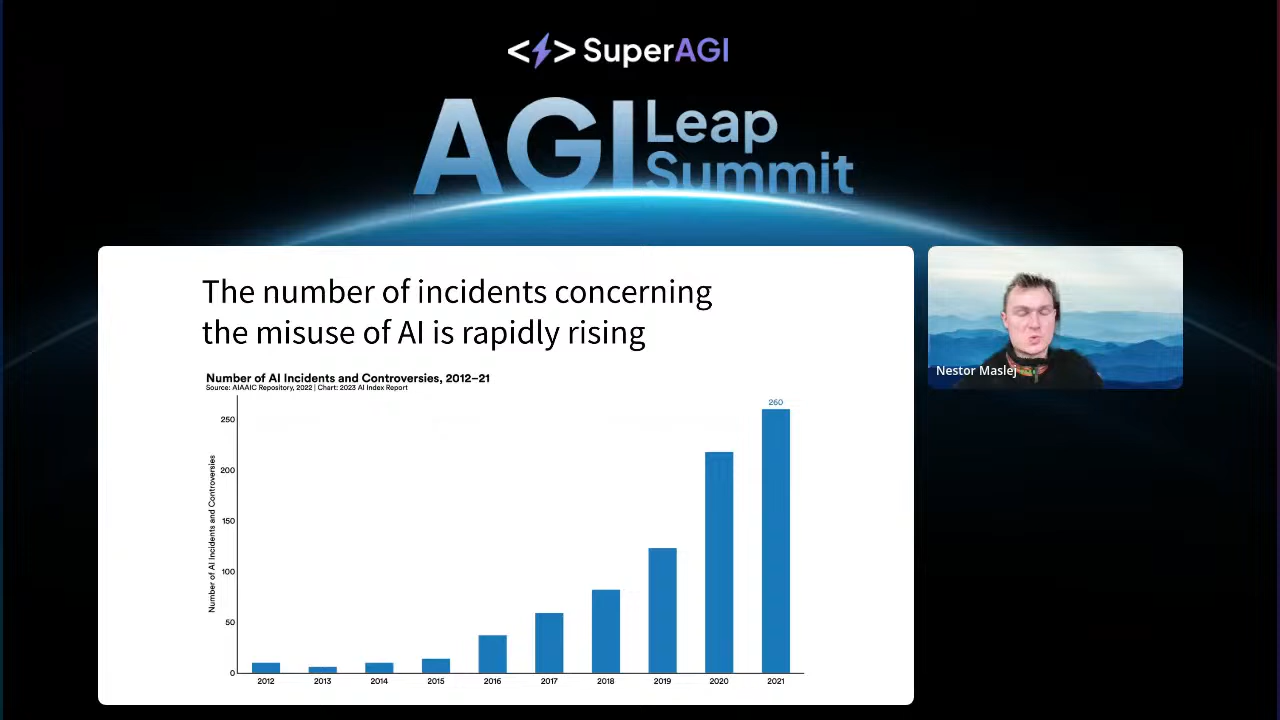 SuperAGI
AGI Leap Summit
The number of incidents concerning
the misuse of AI is rapidly rising
Number of AI Incidents and Controversies, 2012–21
Source: AIAAIC Repository, 2022 | Chart: 2023 AI Index Report
260
250
200
150
100
50
0
Number of AI Incidents and Controversies
2012 2013 2014 2015 2016 2017 2018 2019 2020 2021
Nestor Maslej